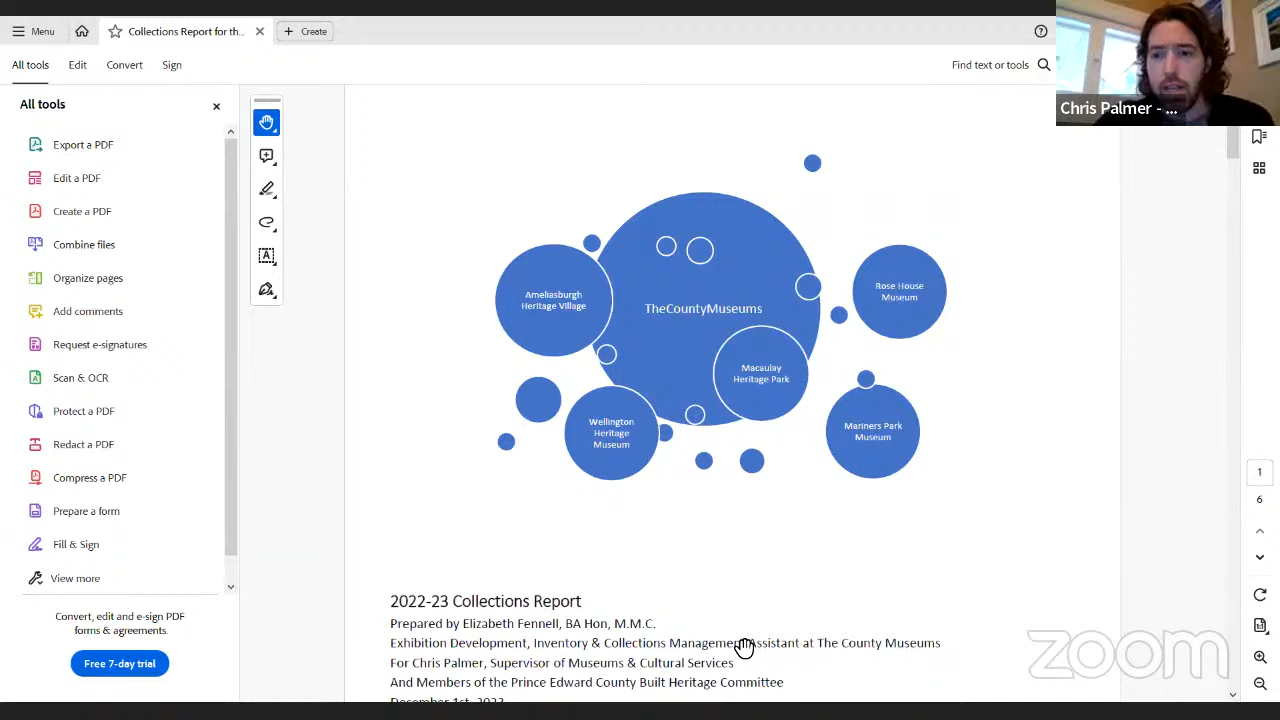 Menu
Collections Report for th...
Create
All tools
Edit
Convert
Sign
Find text or tools
Chris Palmer - ...
All tools
Export a PDF
Edit a PDF
Create a PDF
Combine files
Organize pages
Add comments
Request e-signatures
Scan & OCR
Protect a PDF
Redact a PDF
Compress a PDF
Prepare a form
Fill & Sign
View more
Convert, edit and e-sign PDF
forms & agreements.
Free 7-day trial
Ameliasburgh
Heritage Village
TheCountyMuseums
Rose House
Museum
Macaulay
Heritage Park
Wellington
Heritage
Museum
Mariners Park
Museum
2022-23 Collections Report
Prepared by Elizabeth Fennell, BA Hon, M.M.C.
Exhibition Development, Inventory & Collections Management Assistant at The County Museums
For Chris Palmer, Supervisor of Museums & Cultural Services
And Members of the Prince Edward County Built Heritage Committee
1
6
zoom